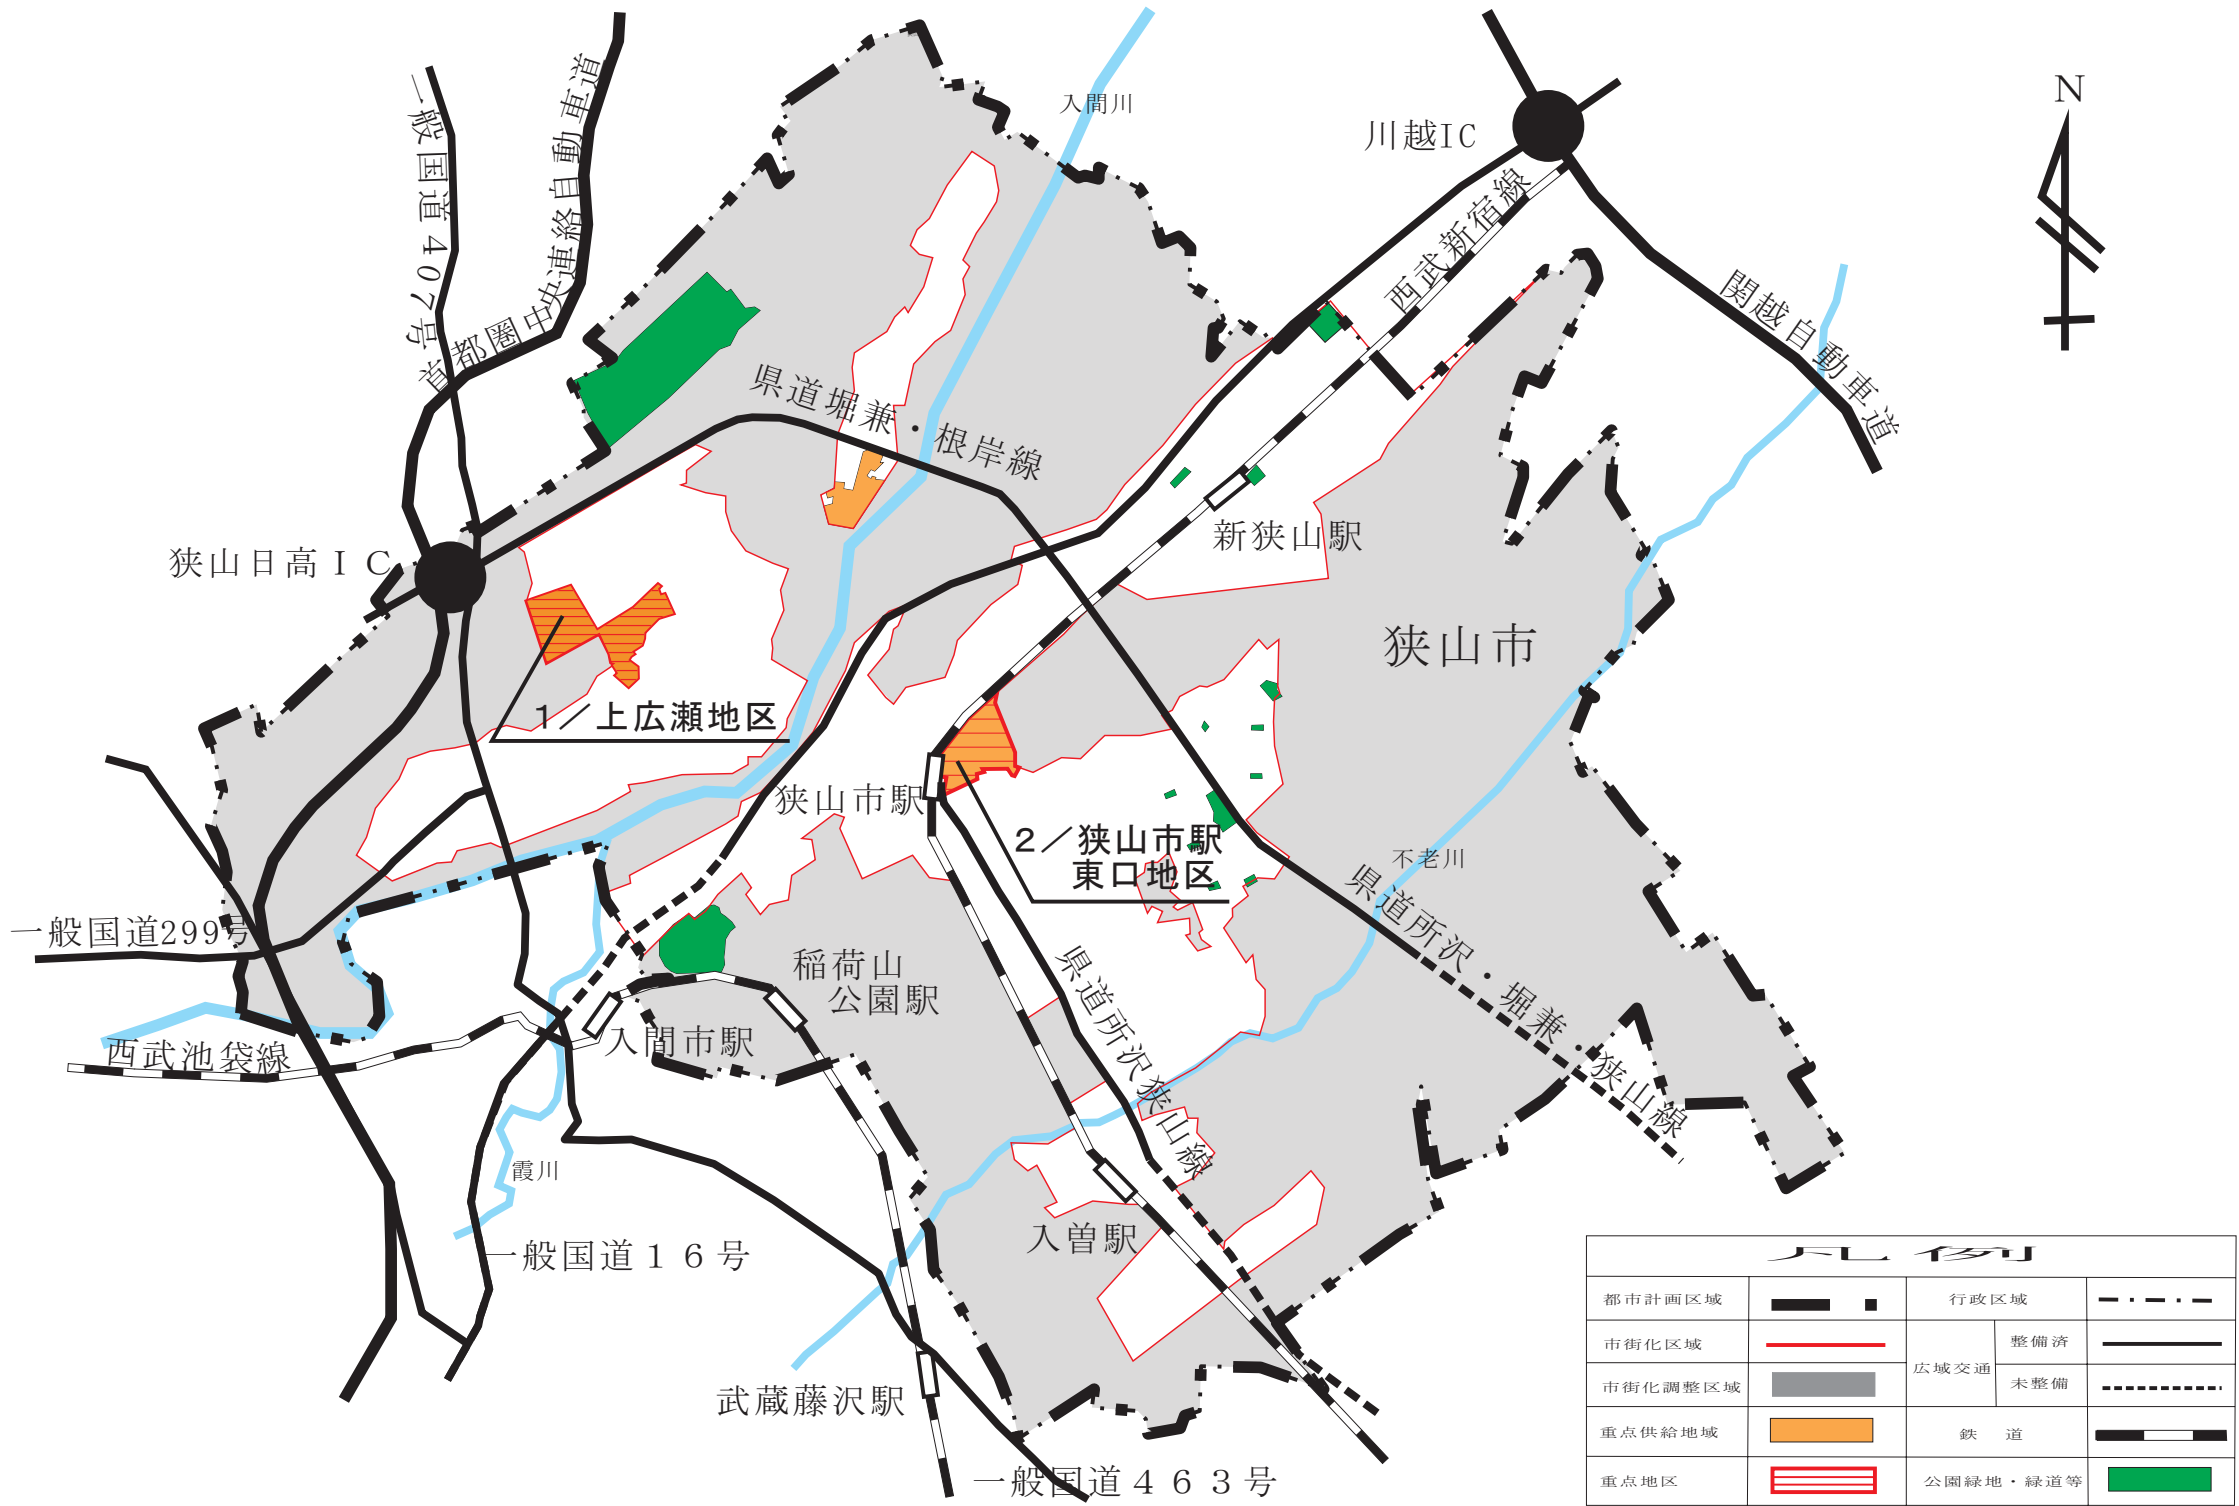 N
入間川
川越IC
一般国道407号
首都圏中央連絡自動車道
西武新宿線
関越自動車道
県道堀兼・根岸線
新狭山駅
狭山日高ＩＣ
狭山市
1／上広瀬地区
狭山市駅
2／狭山市駅
東口地区
不老川
県道所沢・堀兼・狭山線
一般国道299号
稲荷山
公園駅
県道所沢狭山線
入間市駅
西武池袋線
霞川
入曽駅
一般国道１６号
武蔵藤沢駅
一般国道４６３号
凡例
都市計画区域
行政区域
市街化区域
広域交通
整備済
市街化調整区域
未整備
重点供給地域
鉄　道
重点地区
公園緑地・緑道等